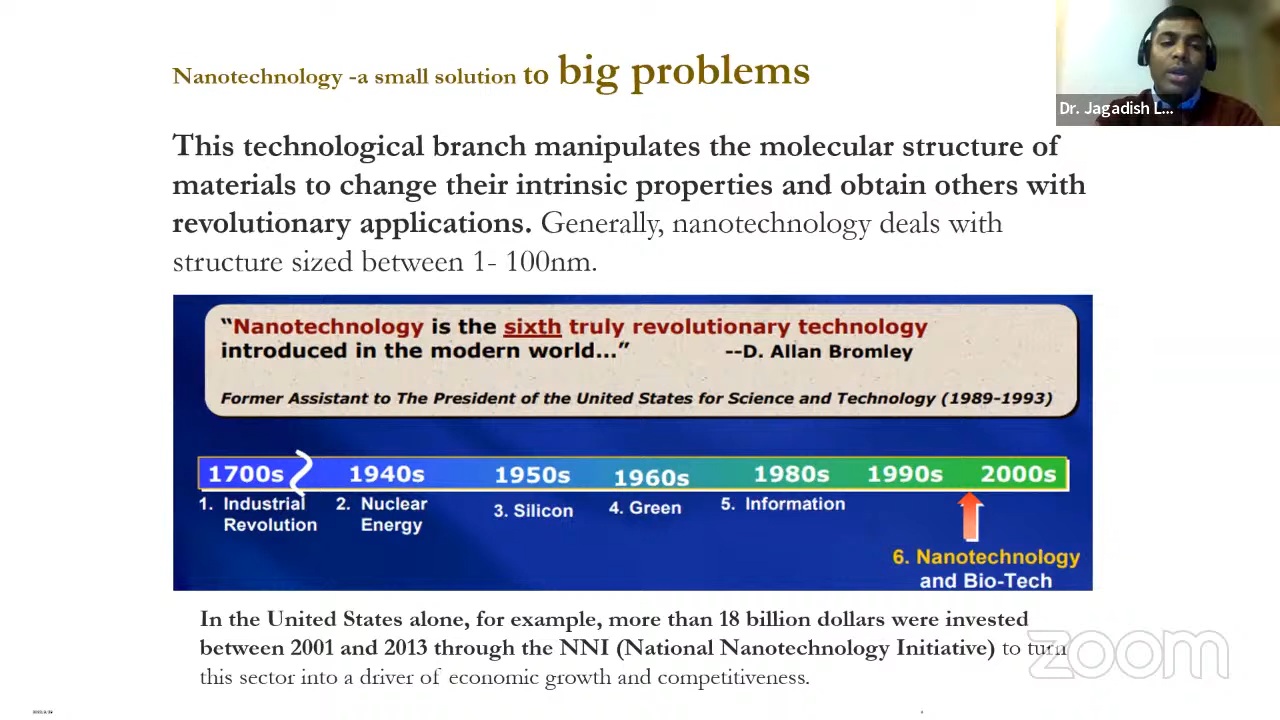 Nanotechnology -a small solution to big problems
Dr. Jagadish L...
This technological branch manipulates the molecular structure of
materials to change their intrinsic properties and obtain others with
revolutionary applications. Generally, nanotechnology deals with
structure sized between 1- 100nm.
“Nanotechnology is the sixth truly revolutionary technology
introduced in the modern world...” --D. Allan Bromley
Former Assistant to The President of the United States for Science and Technology (1989-1993)
1700s 1940s 1950s 1960s 1980s 1990s 2000s
1. Industrial 2. Nuclear 3. Silicon 4. Green 5. Information
Revolution Energy
6. Nanotechnology
and Bio-Tech
In the United States alone, for example, more than 18 billion dollars were invested
between 2001 and 2013 through the NNI (National Nanotechnology Initiative) to turn
this sector into a driver of economic growth and competitiveness.
zoom